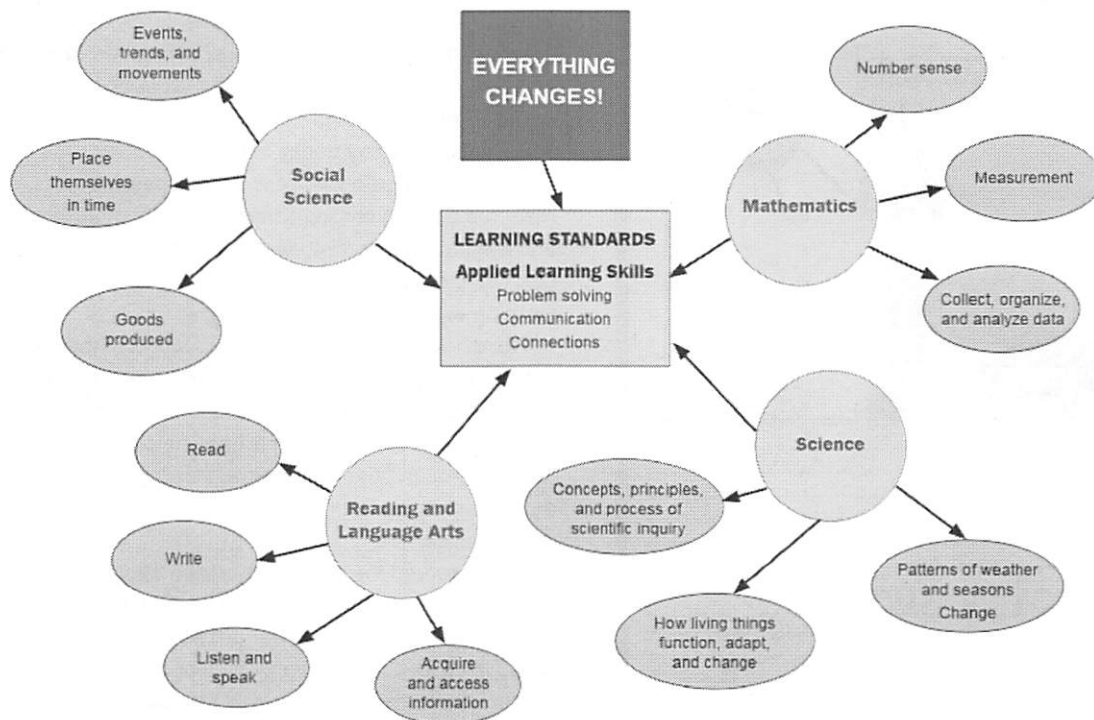 EVERYTHING
CHANGES!
Events,
trends, and
movements
Place
themselves
in time
Goods
produced
Social
Science
Number sense
Measurement
Collect, organize,
and analyze data
Mathematics
LEARNING STANDARDS
Applied Learning Skills
Problem solving
Communication
Connections
Read
Write
Listen and
speak
Acquire
and access
information
Reading and
Language Arts
Science
Concepts, principles,
and process of
scientific inquiry
How living things
function, adapt,
and change
Patterns of weather
and seasons
Change